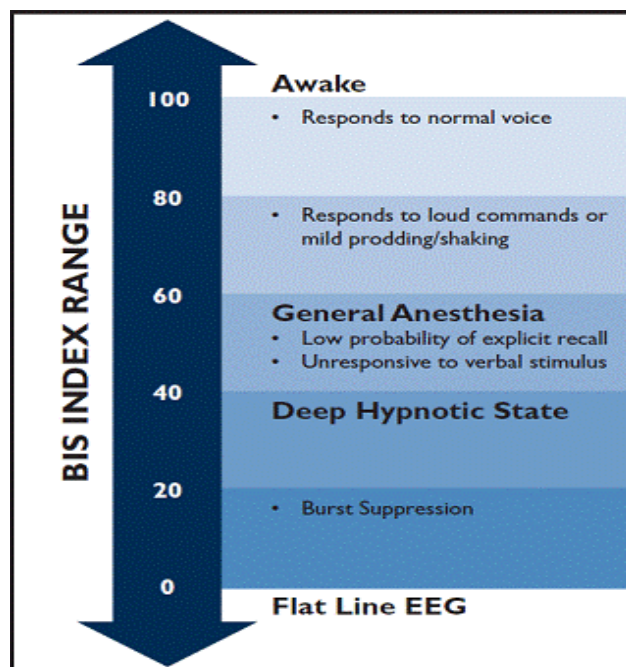 BIS INDEX RANGE
Awake
100
• Responds to normal voice
80
• Responds to loud commands or
mild prodding/shaking
60
General Anesthesia
• Low probability of explicit recall
• Unresponsive to verbal stimulus
40
Deep Hypnotic State
20
• Burst Suppression
0
Flat Line EEG